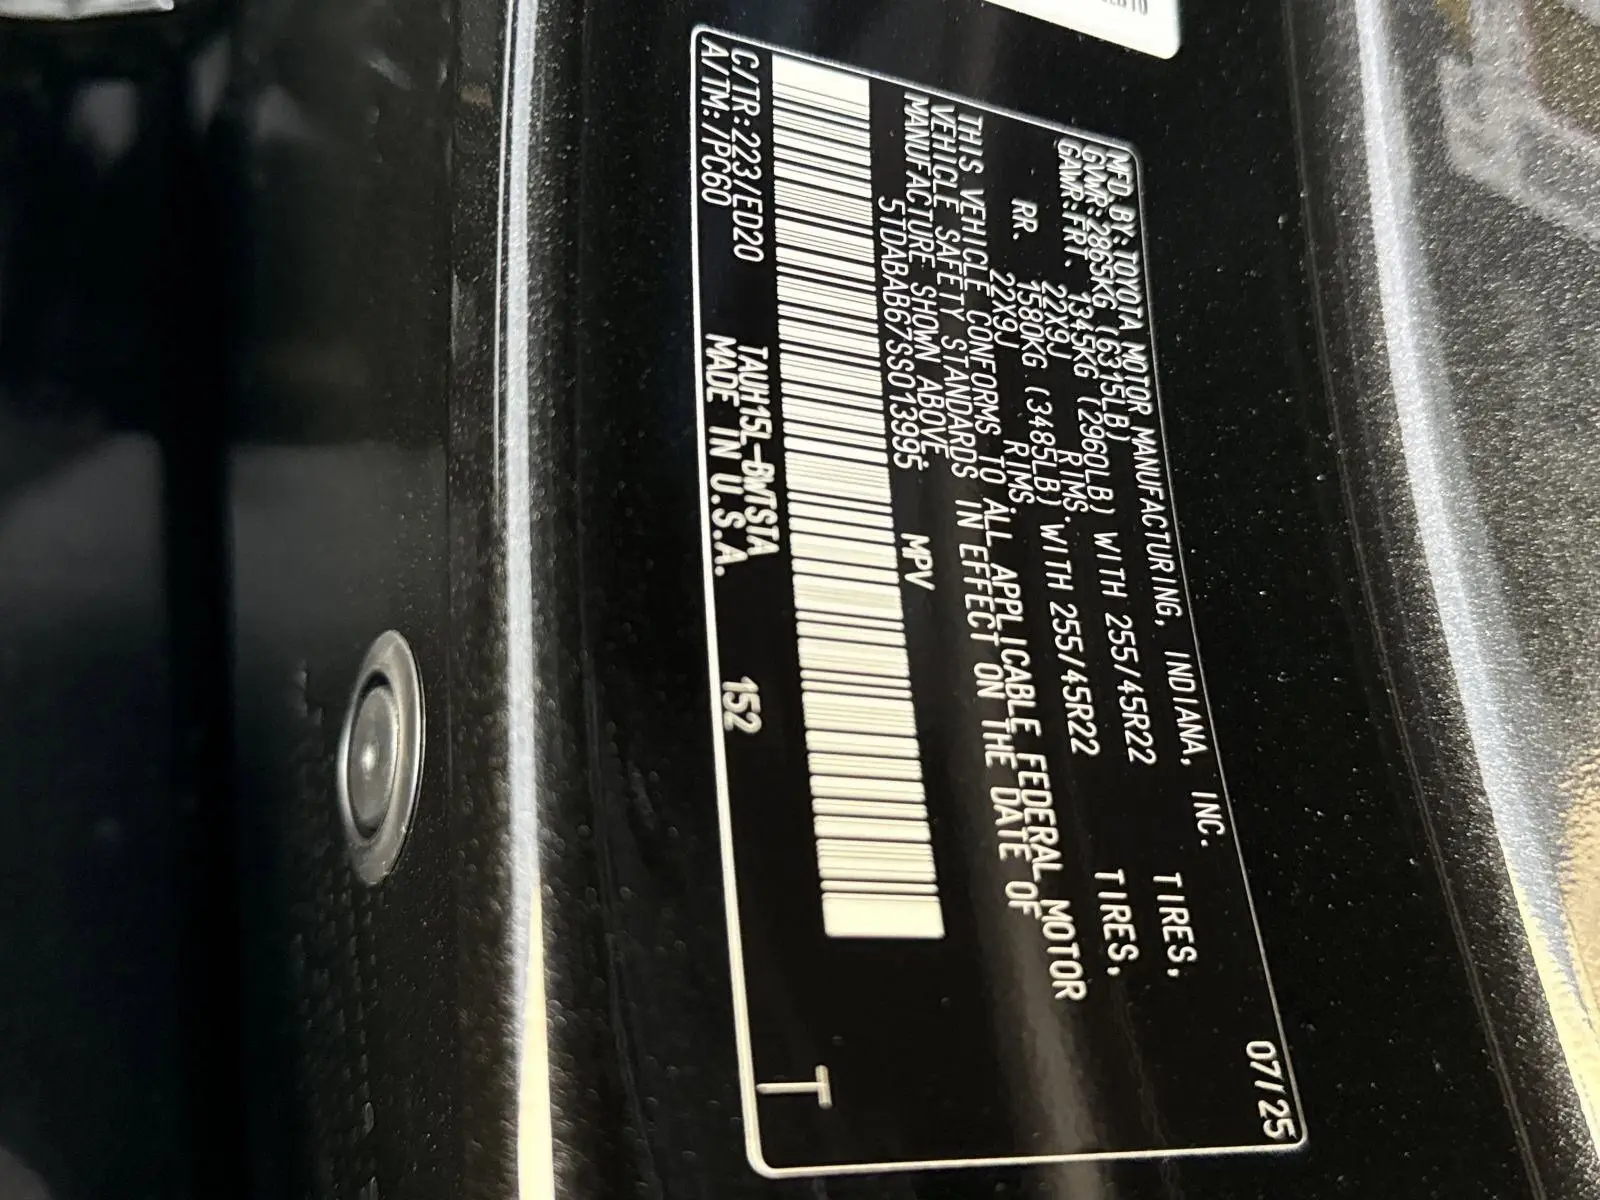 MFD.BY:TOYOTA MOTOR MANUFACTURING, INDIANA, INC. 07/25
GVWR:2865KG (6315LB)
GAWR:FRT. 1345KG (2960LB) WITH 255/45R22 TIRES,
22X9J RIMS.
RR. 1580KG (3485LB) WITH 255/45R22 TIRES,
22X9J RIMS.
THIS VEHICLE CONFORMS TO ALL APPLICABLE FEDERAL MOTOR
VEHICLE SAFETY STANDARDS IN EFFECT ON THE DATE OF
MANUFACTURE SHOWN ABOVE.
5TDABAB67SS013995 MPV
C/TR:223/ED20 TAUH15L-BWTSTA 152 T
A/TM:/PC60 MADE IN U.S.A.